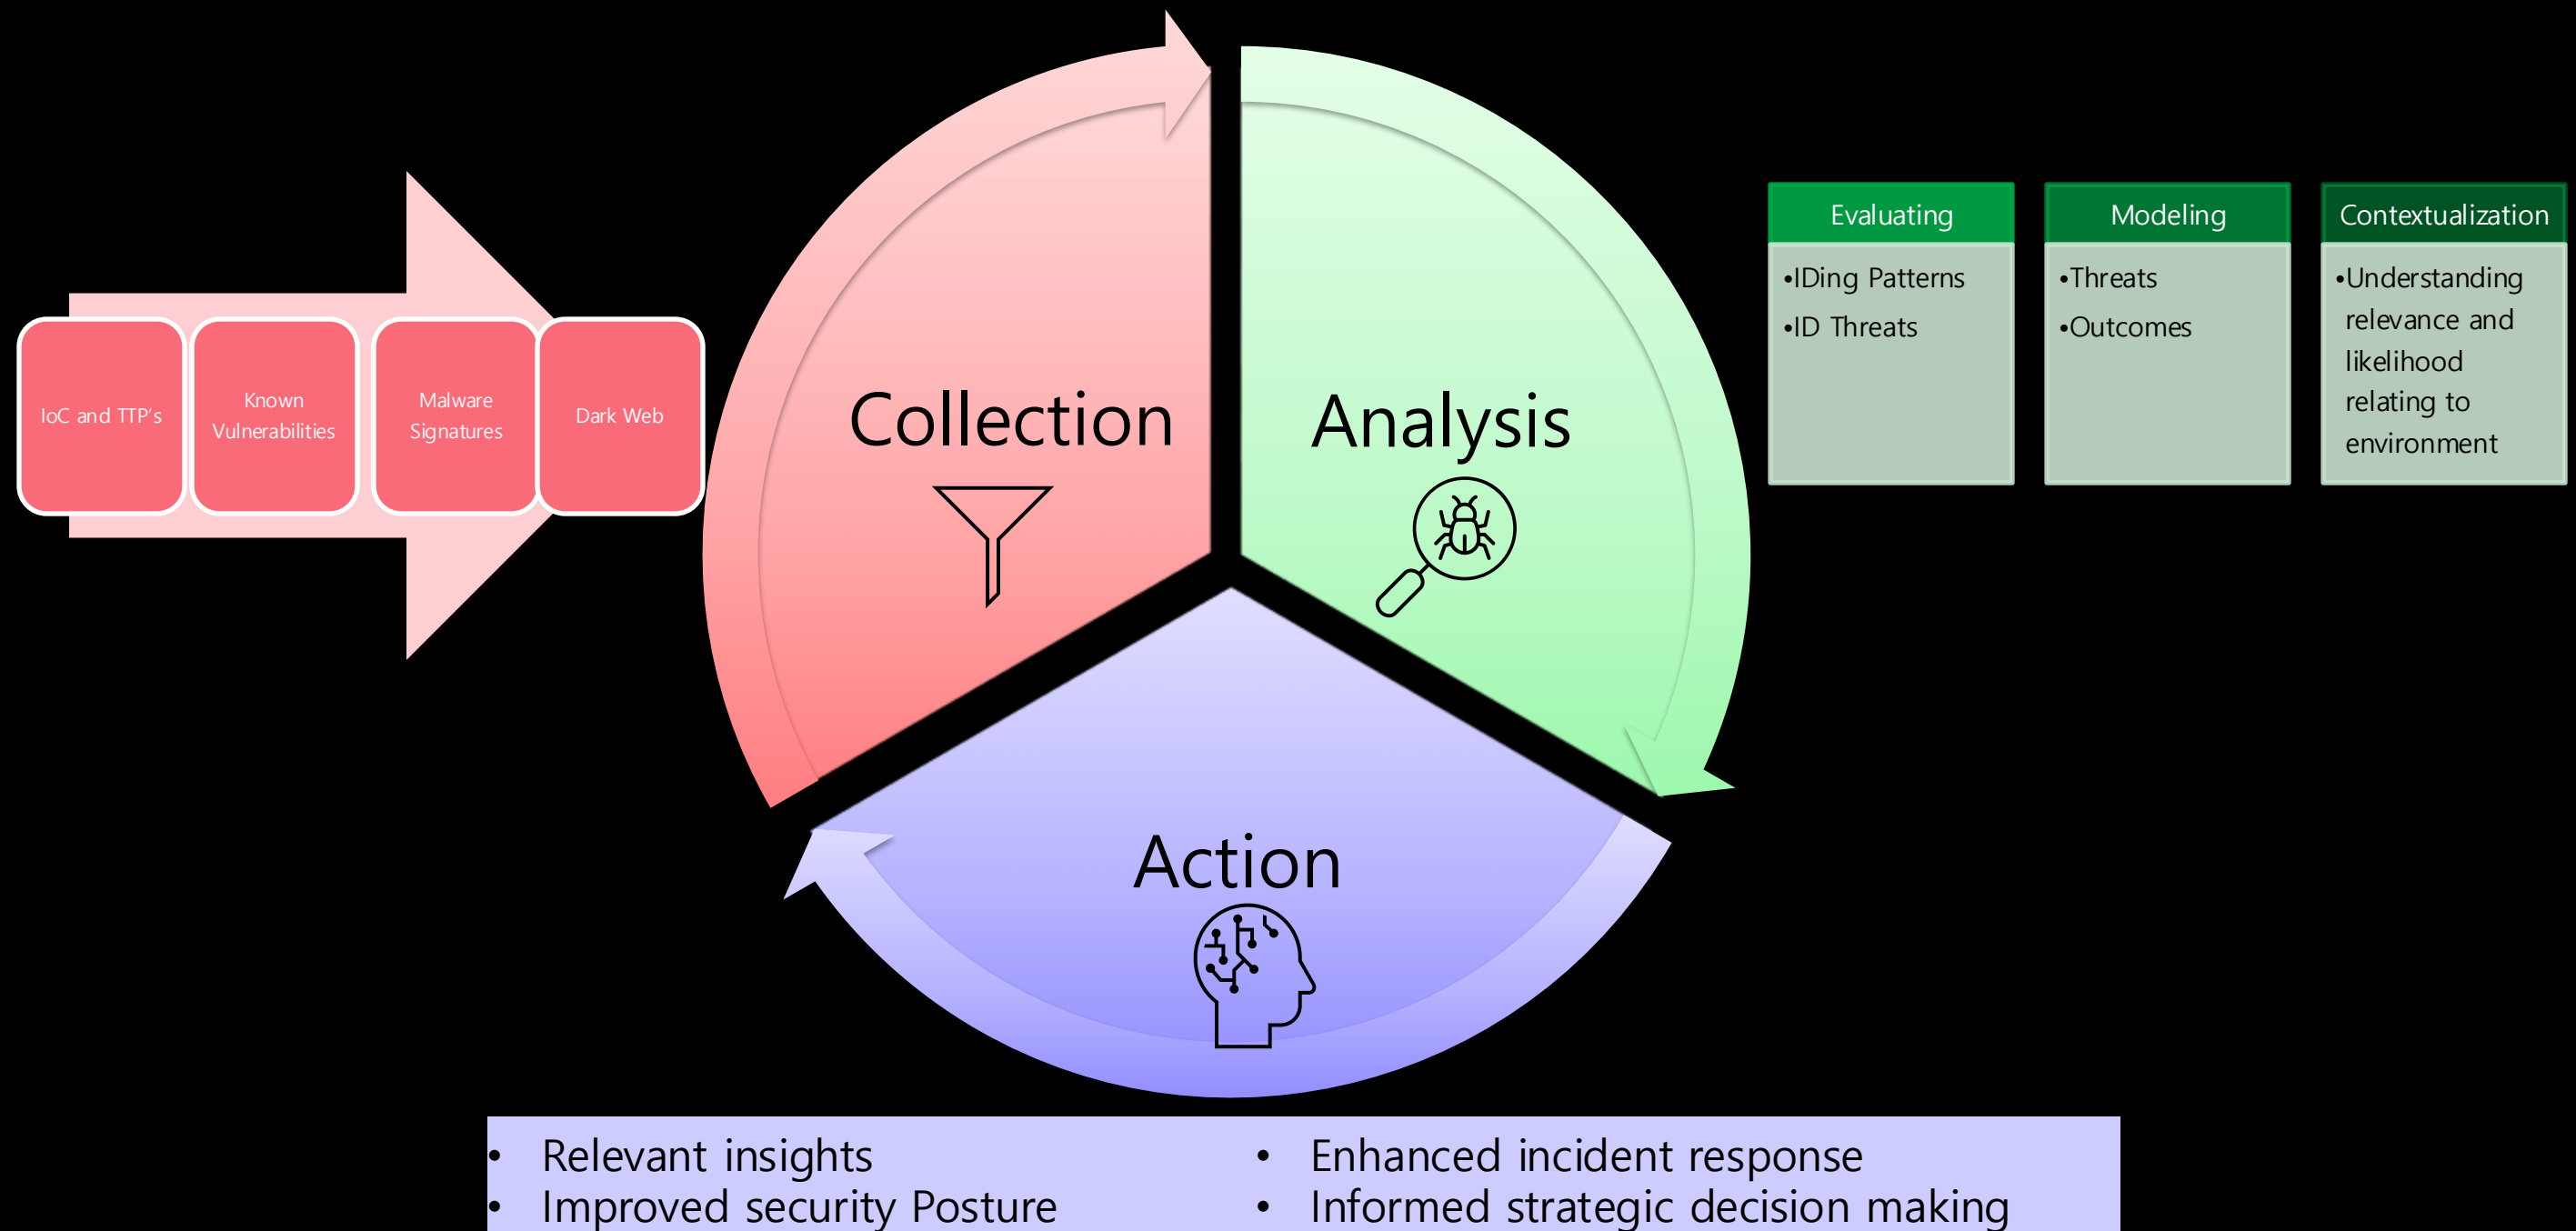 IoC and TTP's
Known
Vulnerabilities
Malware
Signatures
Dark Web
Collection
Analysis
Action
Evaluating
•IDing Patterns
•ID Threats
Modeling
•Threats
•Outcomes
Contextualization
•Understanding
relevance and
likelihood
relating to
environment
• Relevant insights
• Improved security Posture
• Enhanced incident response
• Informed strategic decision making